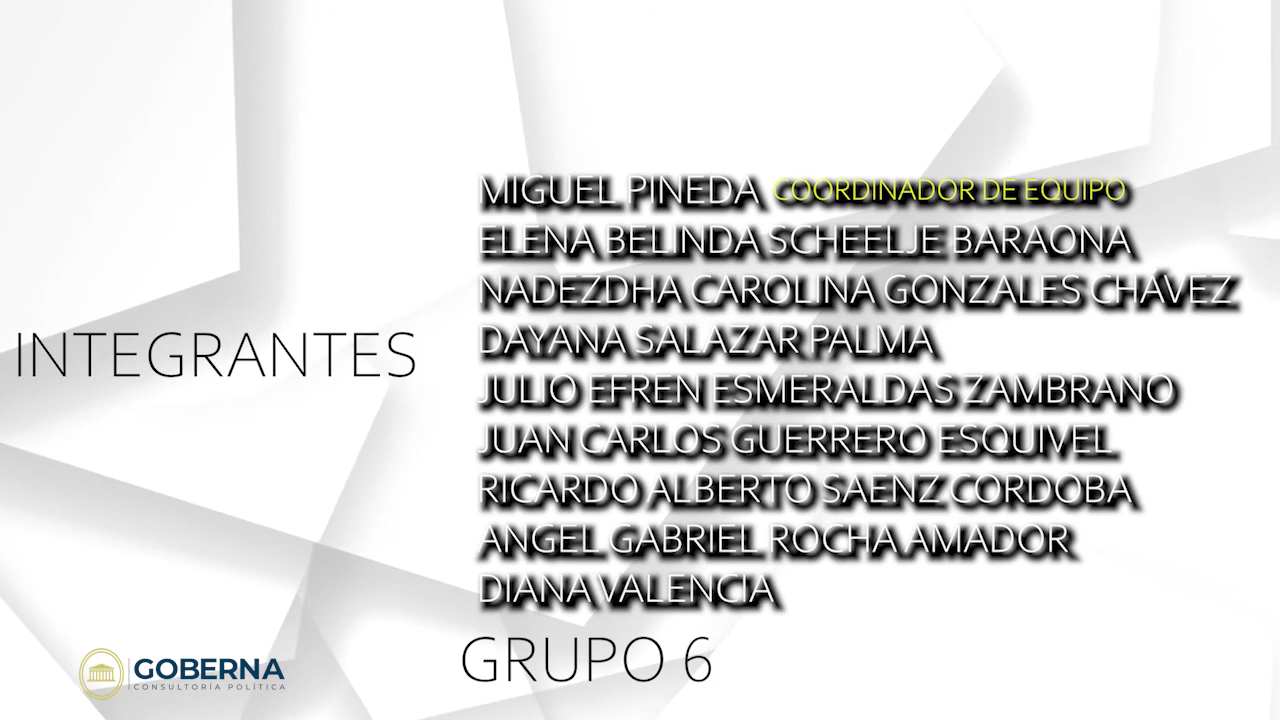 INTEGRANTES
MIGUEL PINEDA COORDINADOR DE EQUIPO
ELENA BELINDA SCHEELJE BARAONA
NADEZDHA CAROLINA GONZALES CHÁVEZ
DAYANA SALAZAR PALMA
JULIO EFREN ESMERALDAS ZAMBRANO
JUAN CARLOS GUERRERO ESQUIVEL
RICARDO ALBERTO SAENZ CORDOBA
ANGEL GABRIEL ROCHA AMADOR
DIANA VALENCIA
GRUPO 6
GOBERNA
CONSULTORÍA POLÍTICA